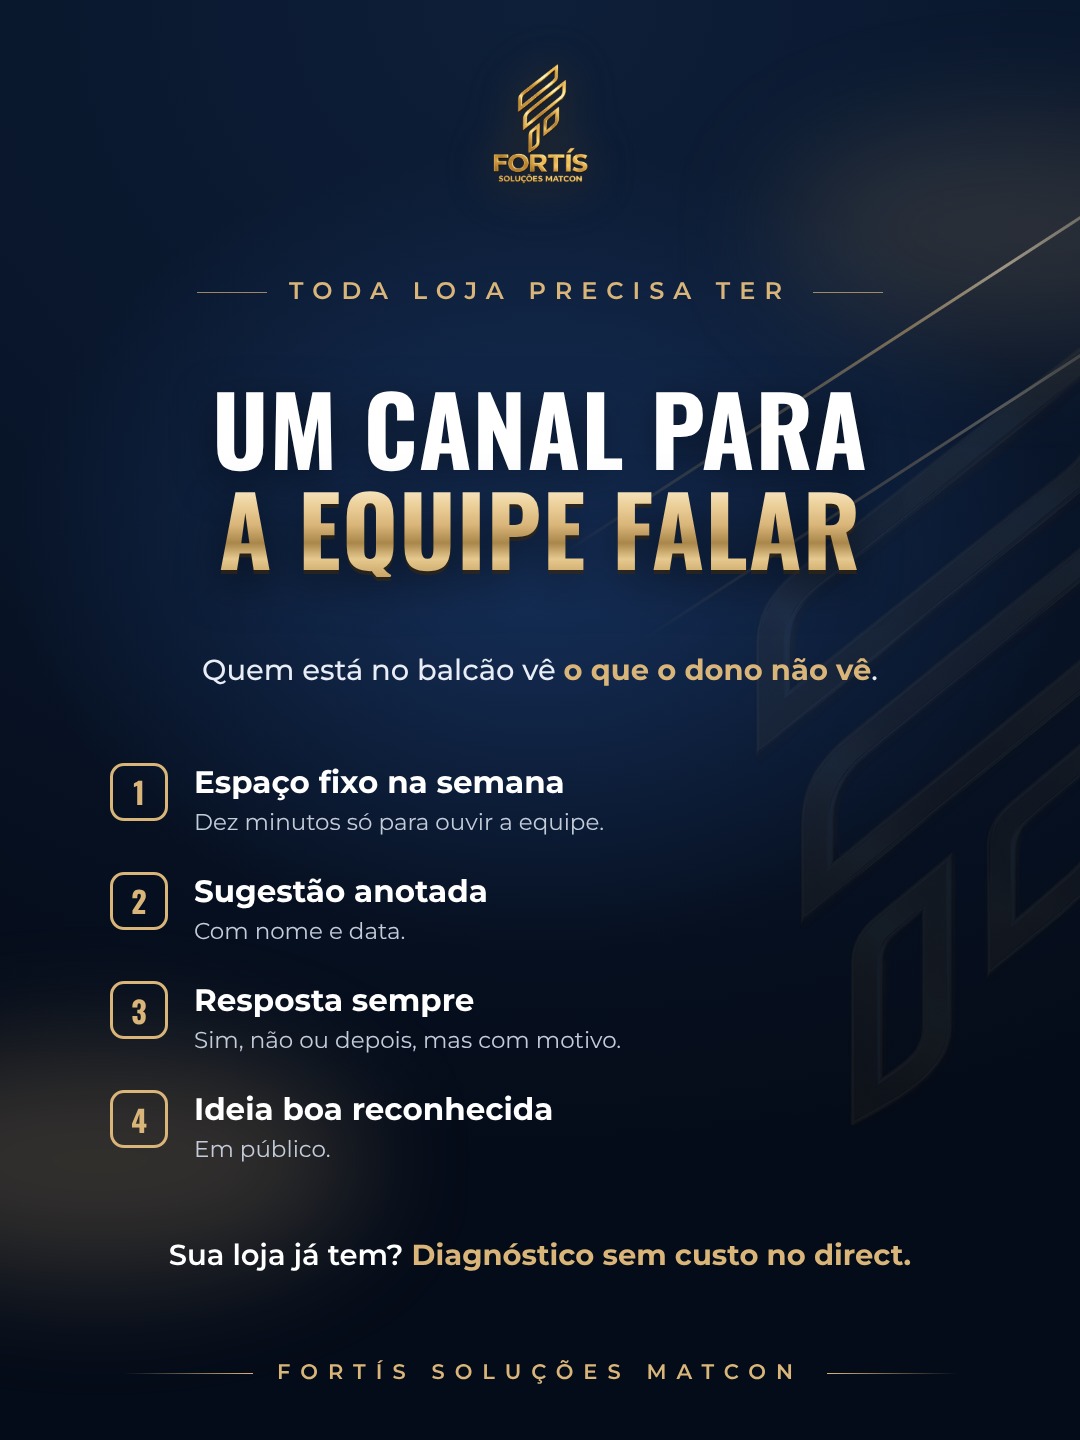 FORTÍS
SOLUÇÕES MATCON
TODA LOJA PRECISA TER
UM CANAL PARA
A EQUIPE FALAR
Quem está no balcão vê o que o dono não vê.
1
Espaço fixo na semana
Dez minutos só para ouvir a equipe.
2
Sugestão anotada
Com nome e data.
3
Resposta sempre
Sim, não ou depois, mas com motivo.
4
Ideia boa reconhecida
Em público.
Sua loja já tem? Diagnóstico sem custo no direct.
FORTÍS SOLUÇÕES MATCON